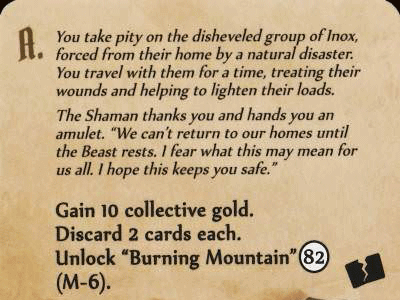 A. You take pity on the disheveled group of Inox,
forced from their home by a natural disaster.
You travel with them for a time, treating their
wounds and helping to lighten their loads.
The Shaman thanks you and hands you an
amulet. “We can’t return to our homes until
the Beast rests. I fear what this may mean for
us all. I hope this keeps you safe.”
Gain 10 collective gold.
Discard 2 cards each.
Unlock “Burning Mountain” 82
(M-6).